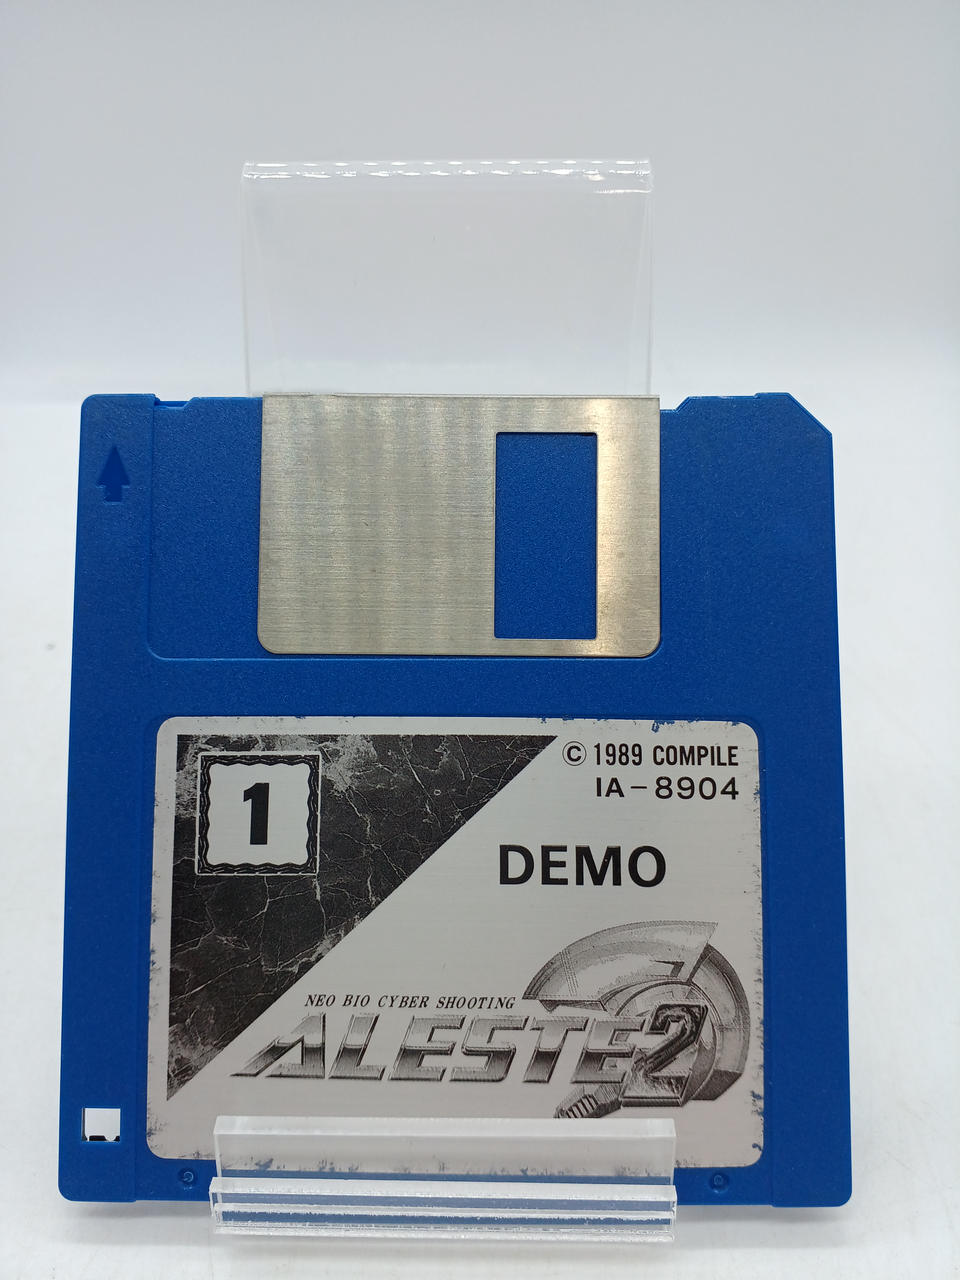 1
© 1989 COMPILE
IA-8904
DEMO
NEO BIO CYBER SHOOTING
ALESTE2